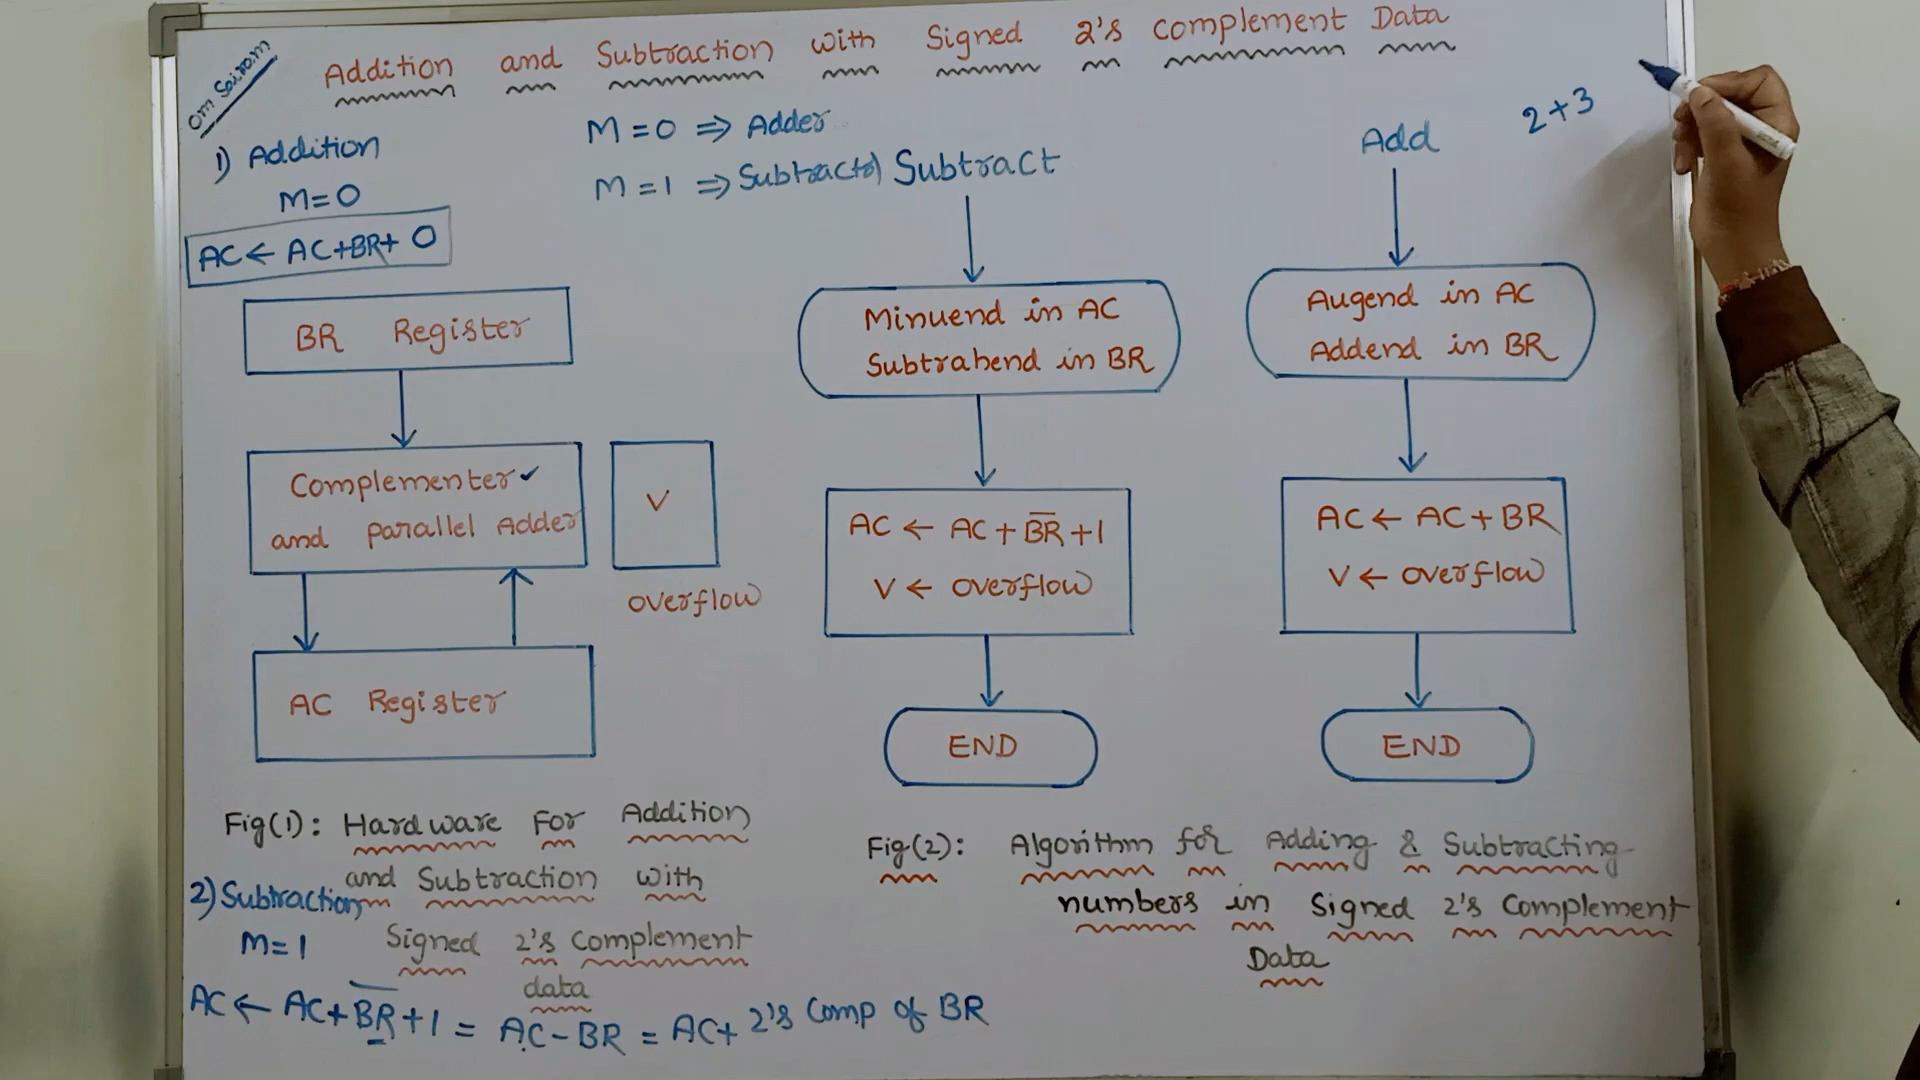 Om Sairam
Addition and Subtraction with Signed 2's Complement Data
1) Addition
M=0
AC ← AC+BR+ 0
M=0 ⇒ Adder
M=1 ⇒ Subtractor
2+3
BR Register
Complementer ✓
and parallel Adder
V
overflow
AC Register
Fig(1): Hardware For Addition
and Subtraction with
Signed 2's Complement
data
2) Subtraction
M=1
AC ← AC+B̅R̅+1 = AC-BR = AC+ 2's Comp of BR
Subtract
Minuend in AC
Subtrahend in BR
AC ← AC+B̅R̅+1
V ← overflow
END
Add
Augend in AC
Addend in BR
AC ← AC+BR
V ← overflow
END
Fig(2): Algorithm for Adding & Subtracting
numbers in Signed 2's Complement
Data